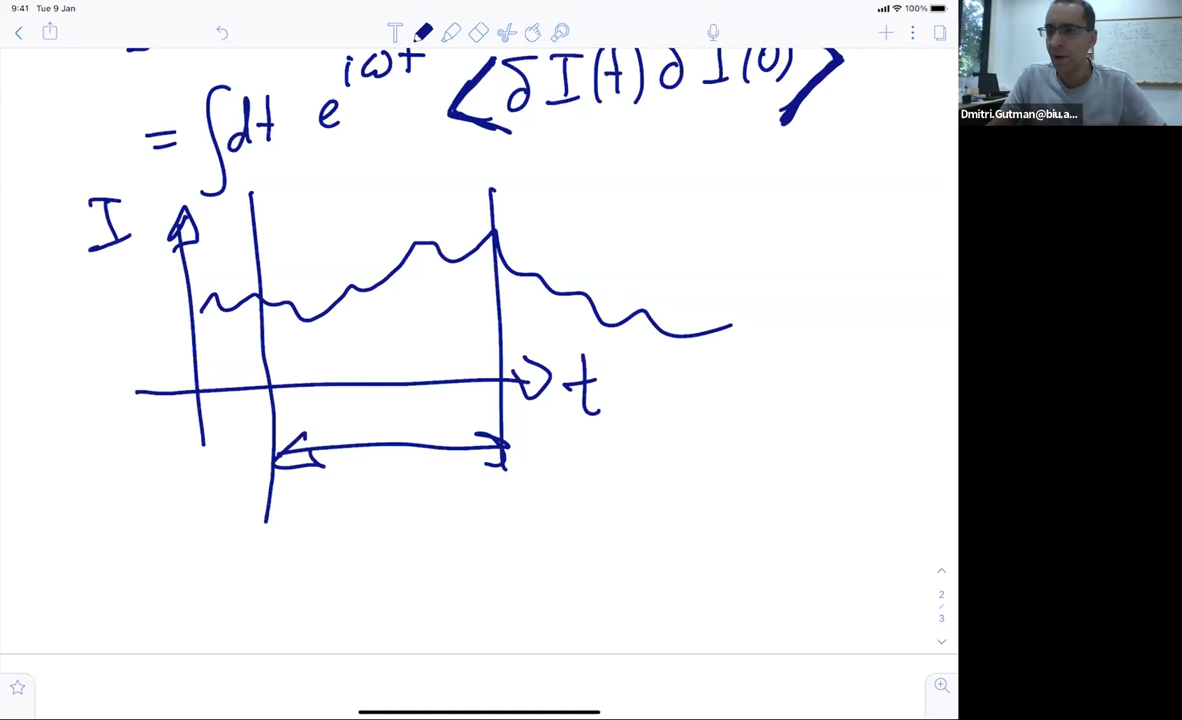 9:41 Tue 9 Jan
100%
= ∫dt e^{iωt} <δI(t) δI(0)>
I
t
Dmitri.Gutman@biu.a...
2
/
3